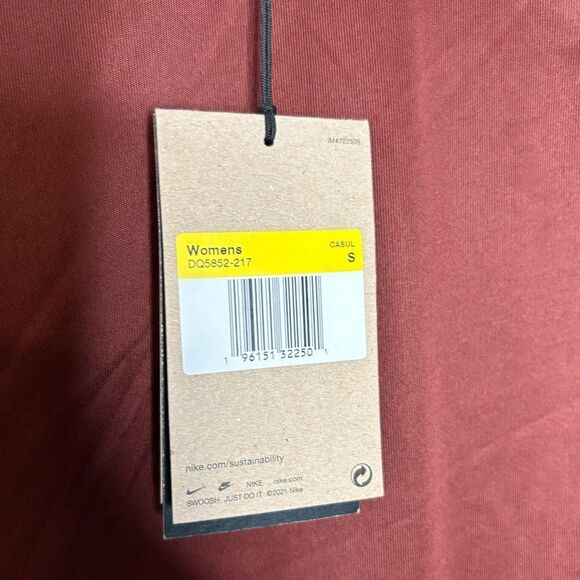 IM4722509
Womens CASUL
DQ5852-217 S
1 96151 32250 1
nike.com/sustainability
NIKE nike.com
SWOOSH. JUST DO IT. ©2021 Nike